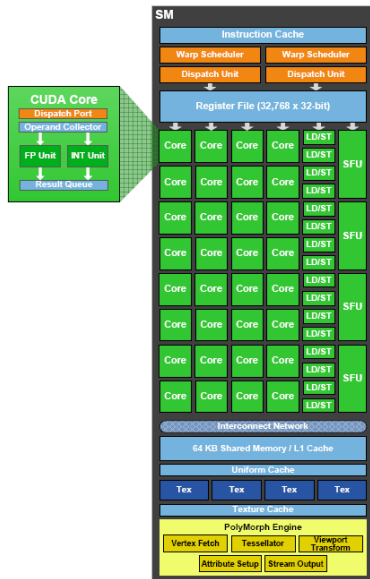 SM
Instruction Cache
Warp Scheduler Warp Scheduler
Dispatch Unit Dispatch Unit
Register File (32,768 x 32-bit)
CUDA Core
Dispatch Port
Operand Collector
FP Unit INT Unit
Result Queue
Core Core Core Core LD/ST
LD/ST
SFU
Core Core Core Core LD/ST
LD/ST
Core Core Core Core LD/ST
LD/ST
SFU
Core Core Core Core LD/ST
LD/ST
Core Core Core Core LD/ST
LD/ST
SFU
Core Core Core Core LD/ST
LD/ST
Core Core Core Core LD/ST
LD/ST
SFU
Core Core Core Core LD/ST
LD/ST
Interconnect Network
64 KB Shared Memory / L1 Cache
Uniform Cache
Tex Tex Tex Tex
Texture Cache
PolyMorph Engine
Vertex Fetch Tessellator Viewport Transform
Attribute Setup Stream Output